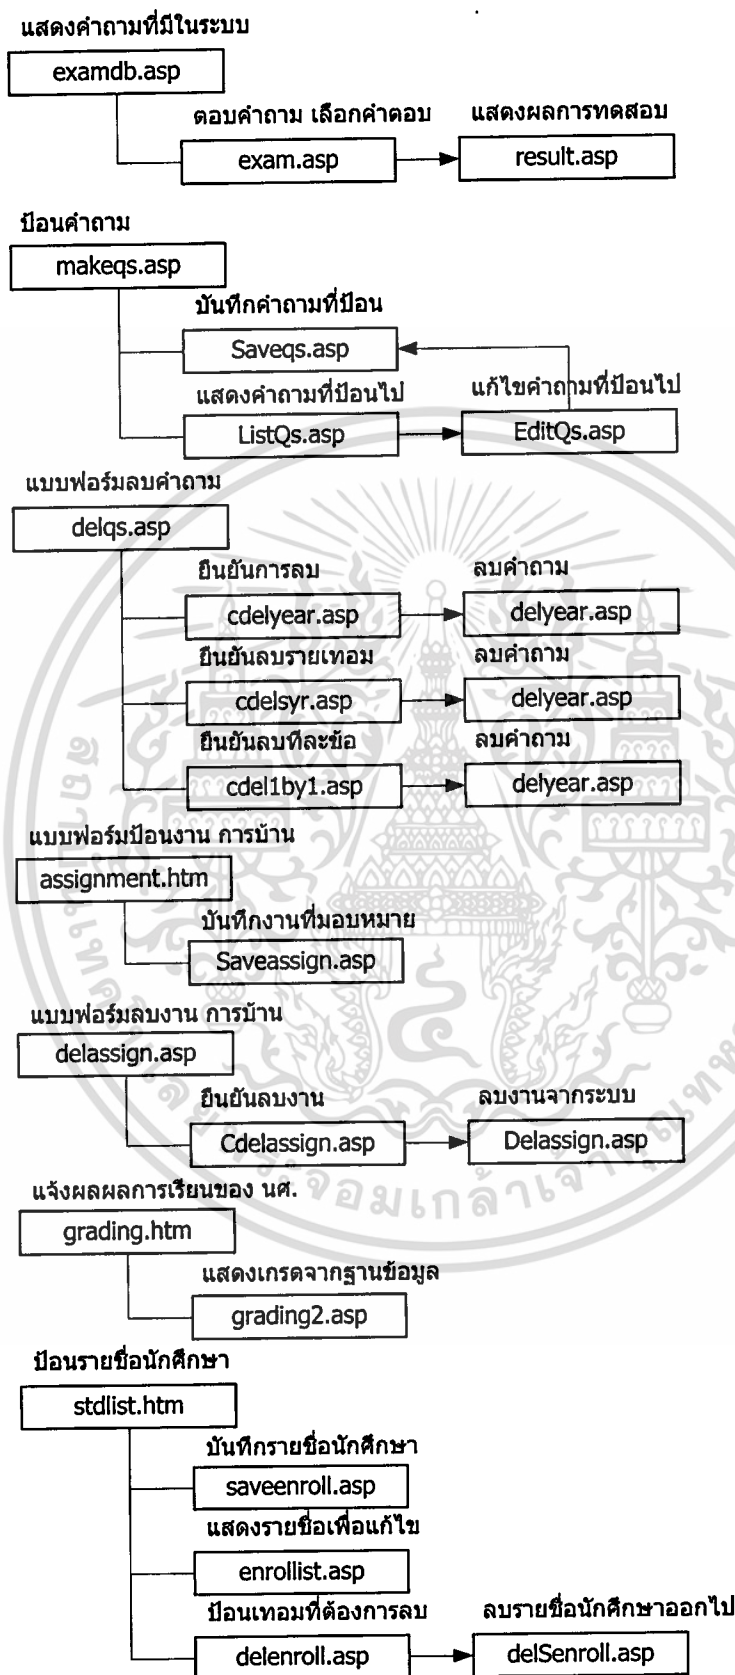 แสดงคำถามที่มีในระบบ
examdb.asp
ตอบคำถาม เลือกคำตอบ แสดงผลการทดสอบ
exam.asp result.asp
ป้อนคำถาม
makeqs.asp
บันทึกคำถามที่ป้อน
Saveqs.asp
แสดงคำถามที่ป้อนไป แก้ไขคำถามที่ป้อนไป
ListQs.asp EditQs.asp
แบบฟอร์มลบคำถาม
delqs.asp
ยืนยันการลบ ลบคำถาม
cdelyear.asp delyear.asp
ยืนยันลบรายเทอม ลบคำถาม
cdelsyr.asp delyear.asp
ยืนยันลบทีละข้อ ลบคำถาม
cdel1by1.asp delyear.asp
แบบฟอร์มป้อนงาน การบ้าน
assignment.htm
บันทึกงานที่มอบหมาย
Saveassign.asp
แบบฟอร์มลบงาน การบ้าน
delassign.asp
ยืนยันลบงาน ลบงานจากระบบ
Cdelassign.asp Delassign.asp
แจ้งผลผลการเรียนของ นศ.
grading.htm
แสดงเกรดจากฐานข้อมูล
grading2.asp
ป้อนรายชื่อนักศึกษา
stdlist.htm
บันทึกรายชื่อนักศึกษา
saveenroll.asp
แสดงรายชื่อเพื่อแก้ไข
enrollist.asp
ป้อนเทอมที่ต้องการลบ ลบรายชื่อนักศึกษาออกไป
delenroll.asp delSenroll.asp